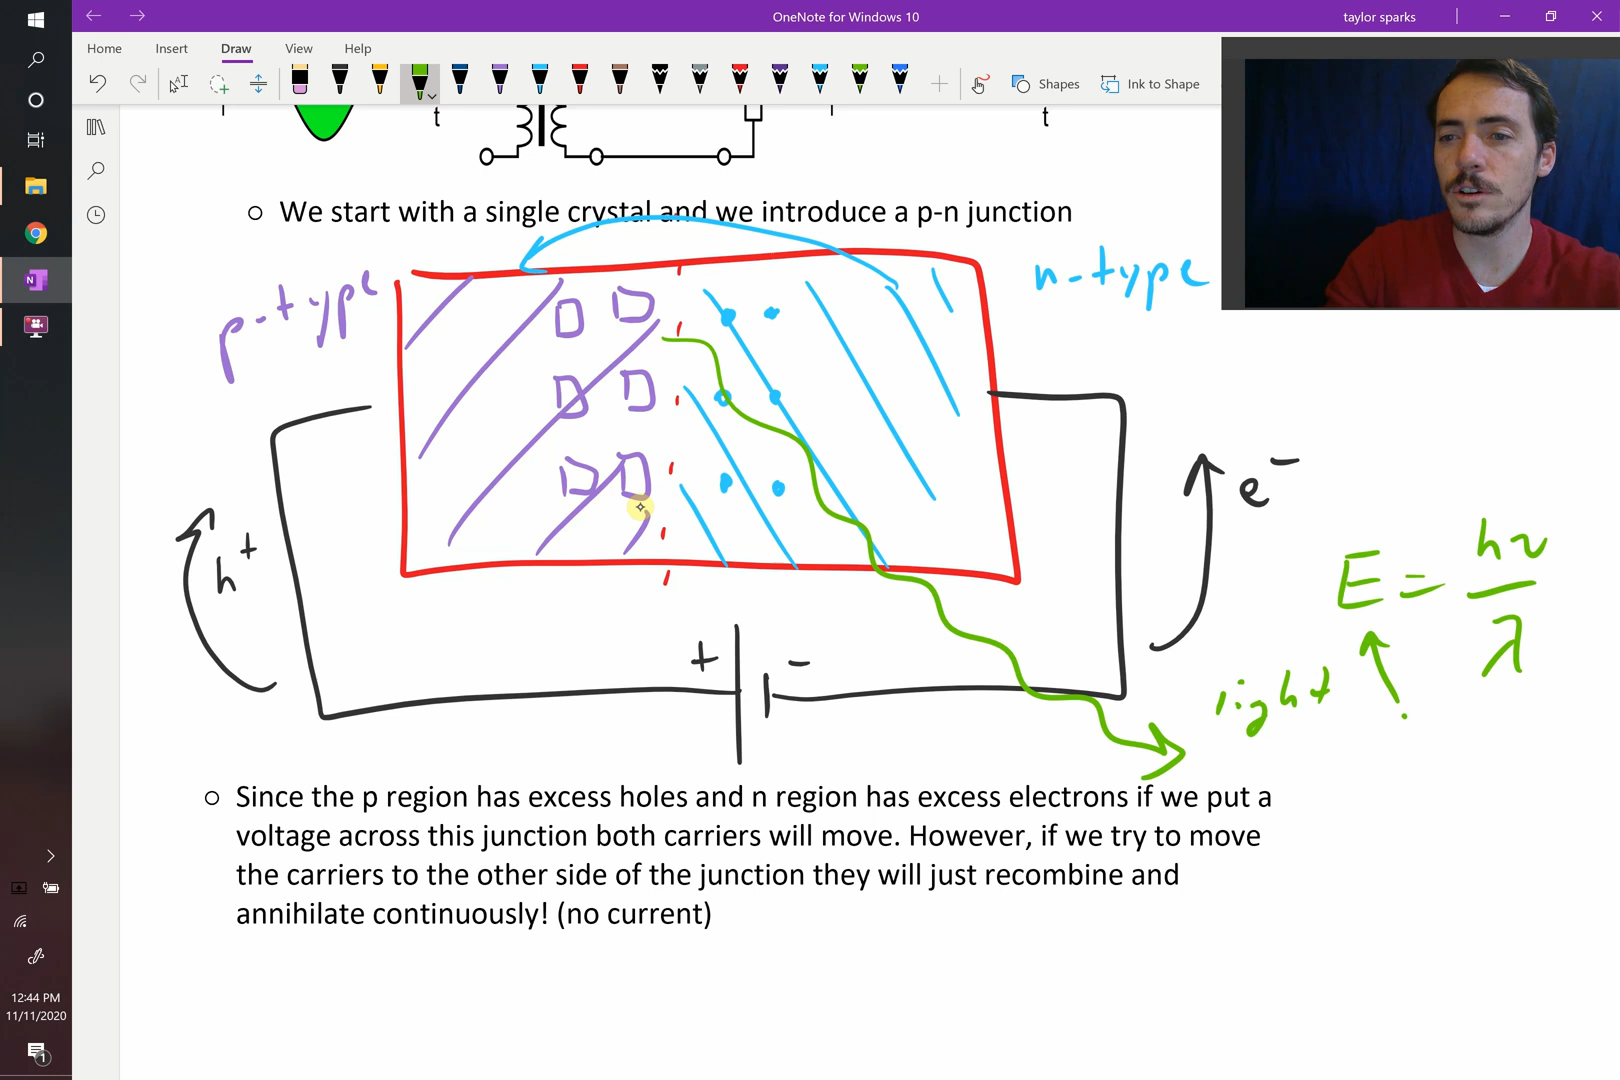 OneNote for Windows 10
taylor sparks
Home Insert Draw View Help
Shapes
Ink to Shape
t
t
We start with a single crystal and we introduce a p-n junction
p-type
n-type
h+
e−
+ −
E = hν / λ
light
Since the p region has excess holes and n region has excess electrons if we put a
voltage across this junction both carriers will move. However, if we try to move
the carriers to the other side of the junction they will just recombine and
annihilate continuously! (no current)
12:44 PM
11/11/2020
1